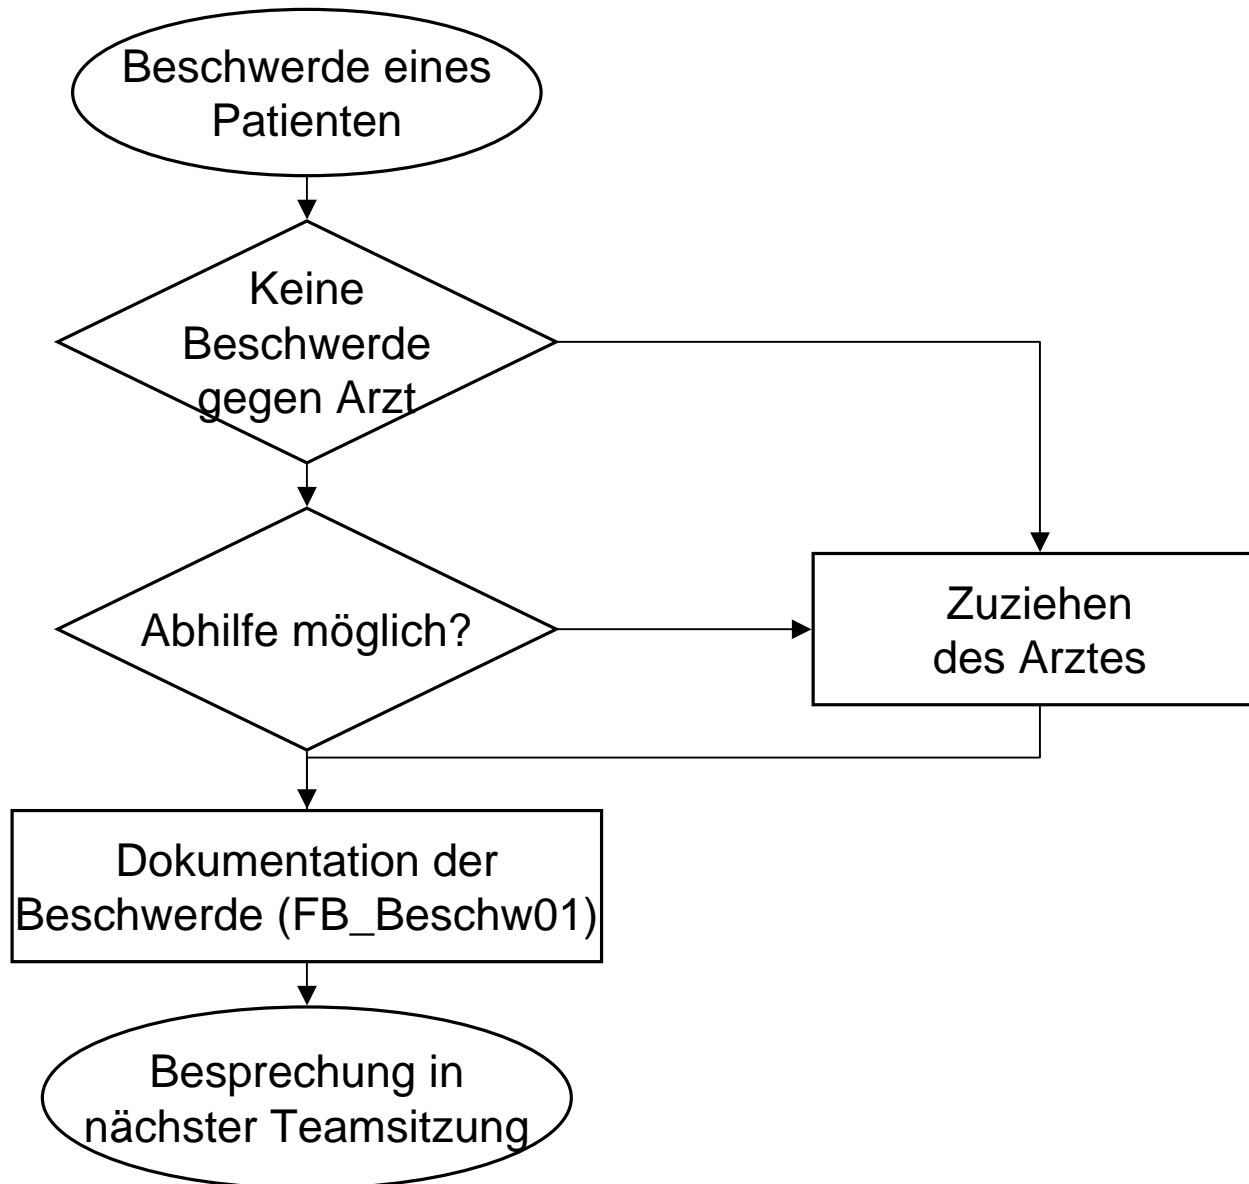 Beschwerde eines
Patienten
Keine
Beschwerde
gegen Arzt
Abhilfe möglich?
Zuziehen
des Arztes
Dokumentation der
Beschwerde (FB_Beschw01)
Besprechung in
nächster Teamsitzung